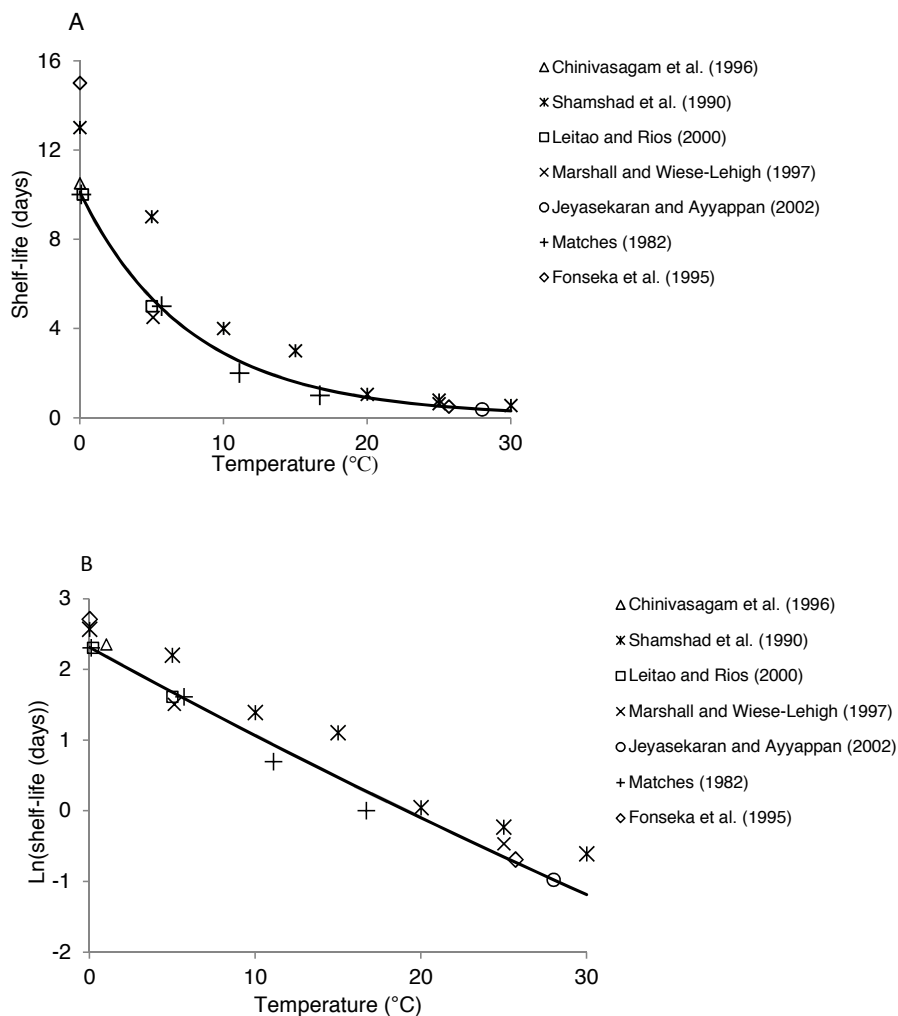 A
16
12
8
4
0
Shelf-life (days)
0 10 20 30
Temperature (°C)
Chinivasagam et al. (1996)
Shamshad et al. (1990)
Leitao and Rios (2000)
Marshall and Wiese-Lehigh (1997)
Jeyasekaran and Ayyappan (2002)
Matches (1982)
Fonseka et al. (1995)
B
3
2
1
0
-1
-2
Ln(shelf-life (days))
0 10 20 30
Temperature (°C)
Chinivasagam et al. (1996)
Shamshad et al. (1990)
Leitao and Rios (2000)
Marshall and Wiese-Lehigh (1997)
Jeyasekaran and Ayyappan (2002)
Matches (1982)
Fonseka et al. (1995)